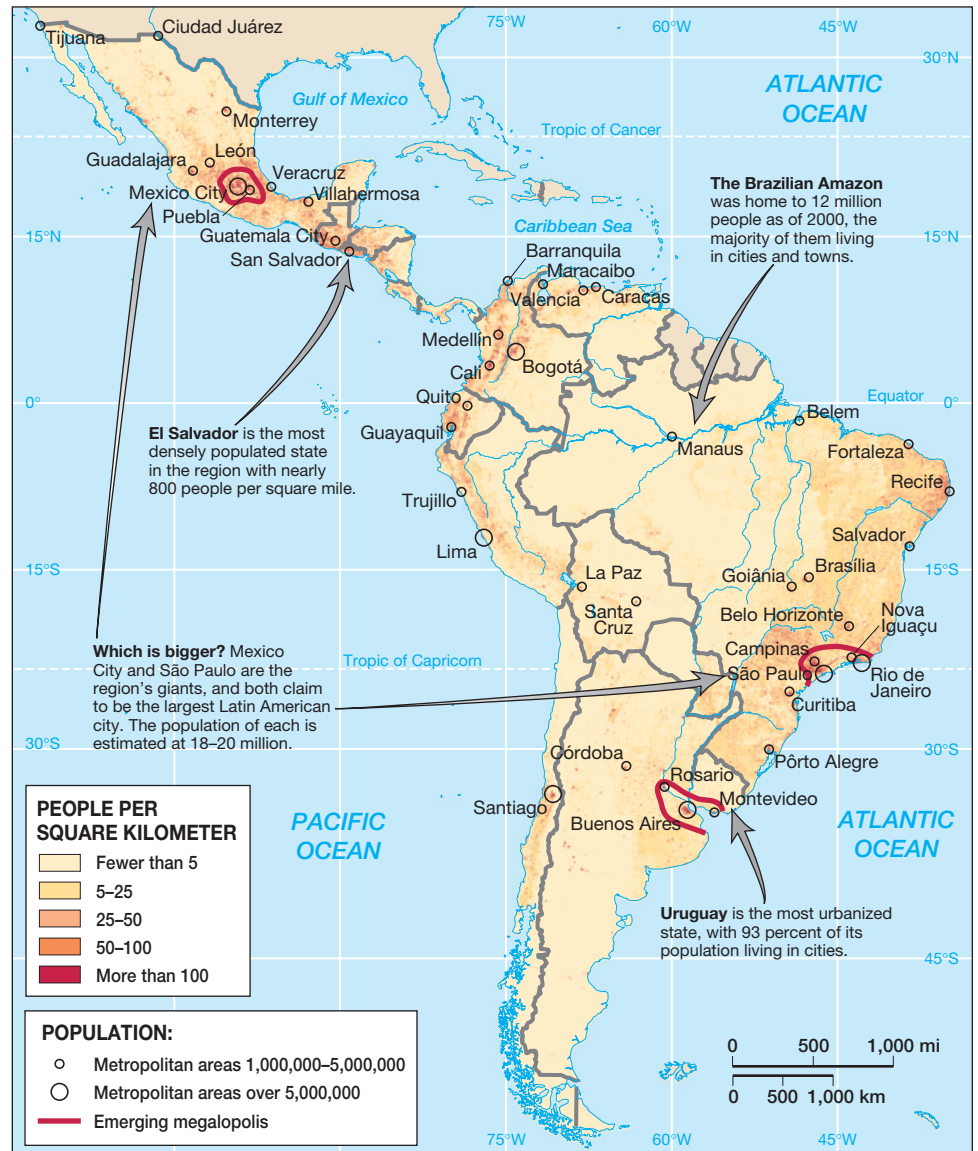 75°W
60°W
45°W
Tijuana
Ciudad Juárez
30°N
ATLANTIC
OCEAN
Gulf of Mexico
Monterrey
Tropic of Cancer
León
Guadalajara
Veracruz
Mexico City
Villahermosa
Puebla
The Brazilian Amazon
was home to 12 million
people as of 2000, the
majority of them living
in cities and towns.
15°N
15°N
Caribbean Sea
Guatemala City
San Salvador
Barranquila
Maracaibo
Valencia
Caracas
Medellín
Bogotá
Cali
Quito
Equator
0°
0°
Belem
Guayaquil
Manaus
Fortaleza
El Salvador is the most
densely populated state
in the region with nearly
800 people per square mile.
Recife
Trujillo
Lima
Salvador
15°S
15°S
La Paz
Goiânia
Brasília
Santa
Cruz
Belo Horizonte
Nova
Iguaçu
Which is bigger? Mexico
City and São Paulo are the
region's giants, and both claim
to be the largest Latin American
city. The population of each is
estimated at 18–20 million.
Tropic of Capricorn
Campinas
São Paulo
Rio de
Janeiro
Curitiba
30°S
30°S
Córdoba
Pôrto Alegre
Rosario
Santiago
Montevideo
Buenos Aires
PACIFIC
OCEAN
ATLANTIC
OCEAN
PEOPLE PER
SQUARE KILOMETER
Fewer than 5
5–25
25–50
50–100
More than 100
Uruguay is the most urbanized
state, with 93 percent of its
population living in cities.
45°S
45°S
POPULATION:
Metropolitan areas 1,000,000–5,000,000
Metropolitan areas over 5,000,000
Emerging megalopolis
0 500 1,000 mi
0 500 1,000 km
75°W
60°W
45°W